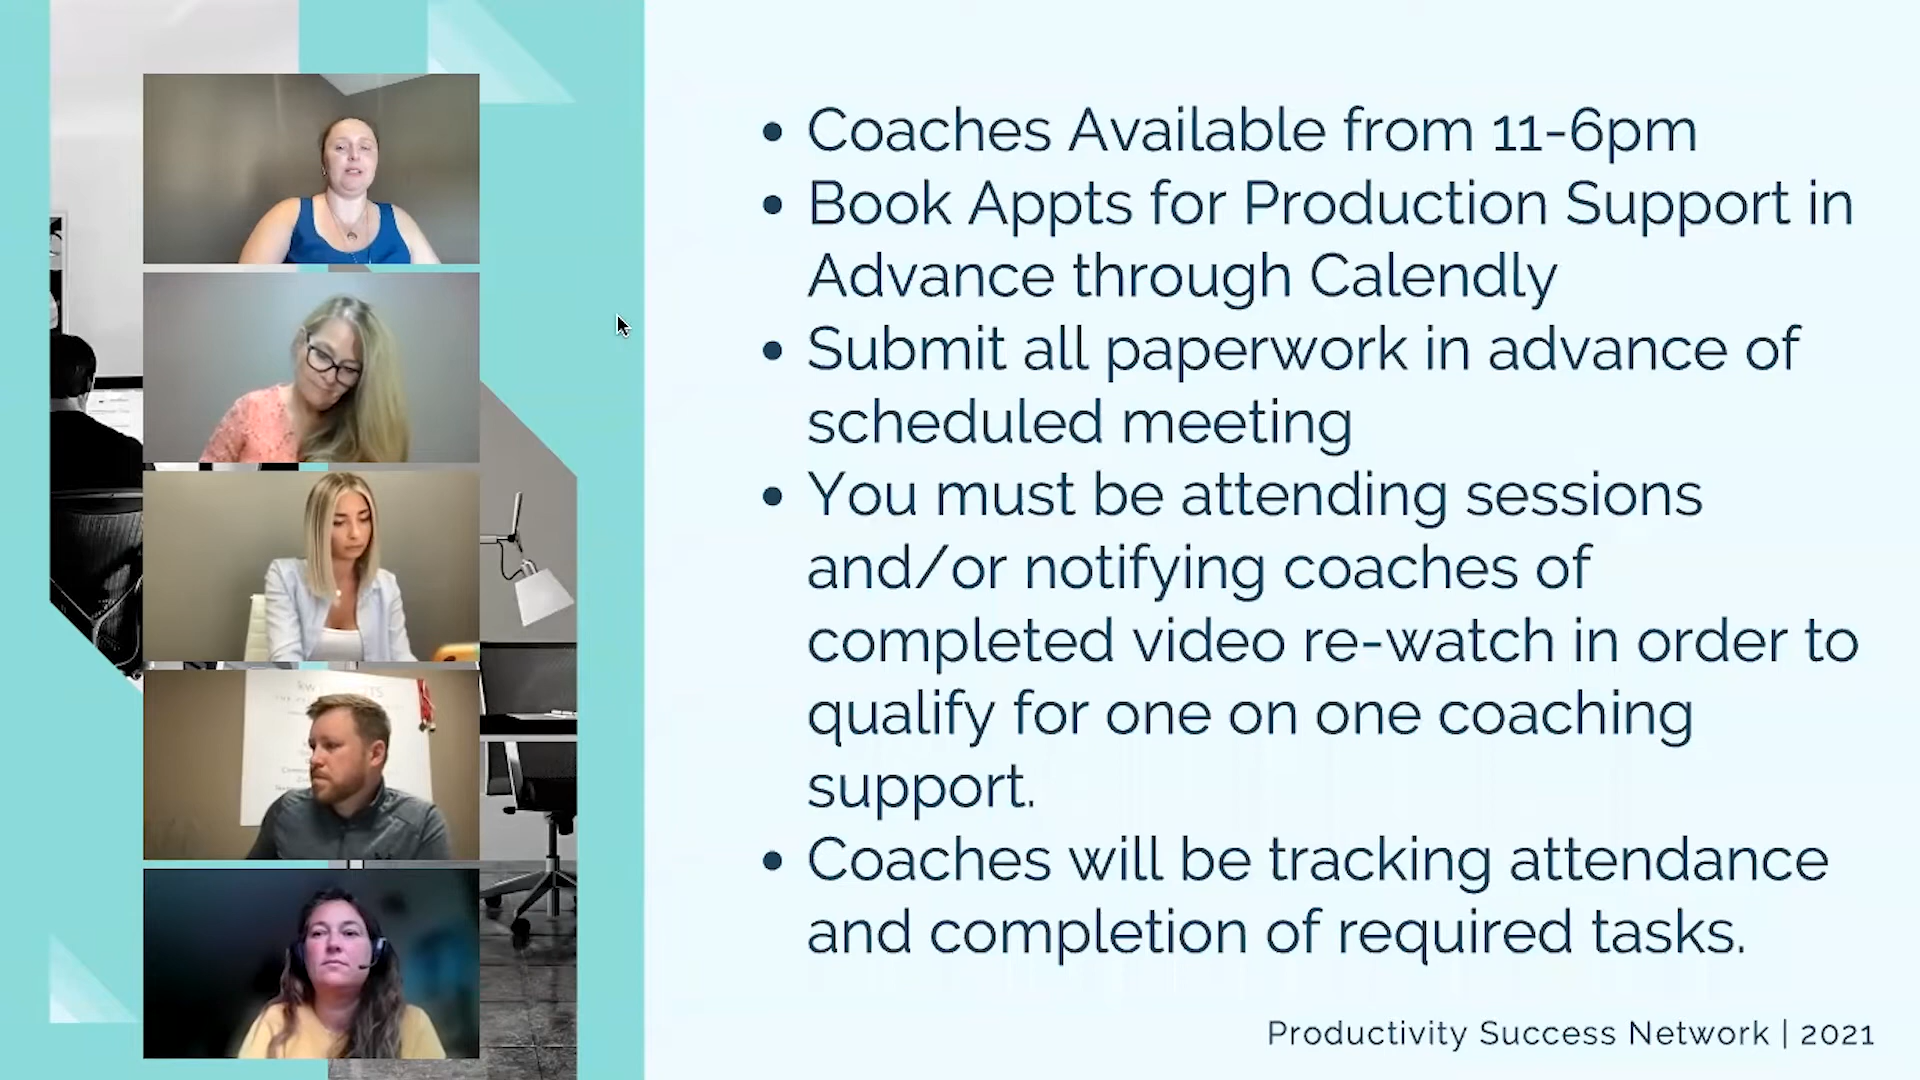 • Coaches Available from 11-6pm
• Book Appts for Production Support in
Advance through Calendly
• Submit all paperwork in advance of
scheduled meeting
• You must be attending sessions
and/or notifying coaches of
completed video re-watch in order to
qualify for one on one coaching
support.
• Coaches will be tracking attendance
and completion of required tasks.
Productivity Success Network | 2021